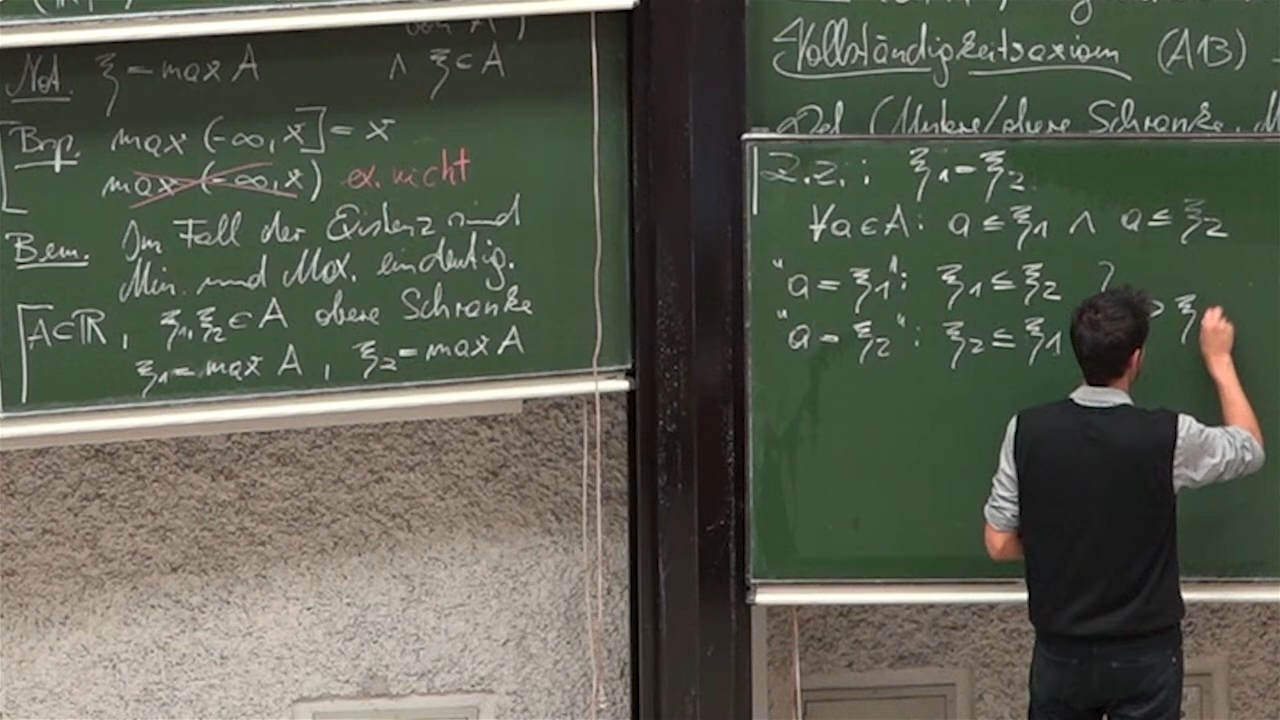 Not. ξ = max A ∧ ξ ∈ A
Bsp. max (-∞, x] = x
max (-∞, x) ex. nicht
Bem. Im Fall der Existenz sind
Min. und Max. eindeutig.
A ⊂ ℝ, ξ₁, ξ₂ ∈ A obere Schranke
ξ₁ = max A, ξ₂ = max A
Vollständigkeitsaxiom (A13)
Def (Untere/obere Schranke,
Z.z.: ξ₁ = ξ₂
∀a∈A: a ≤ ξ₁ ∧ a ≤ ξ₂
"a = ξ₁": ξ₁ ≤ ξ₂
"a = ξ₂": ξ₂ ≤ ξ₁ ξ